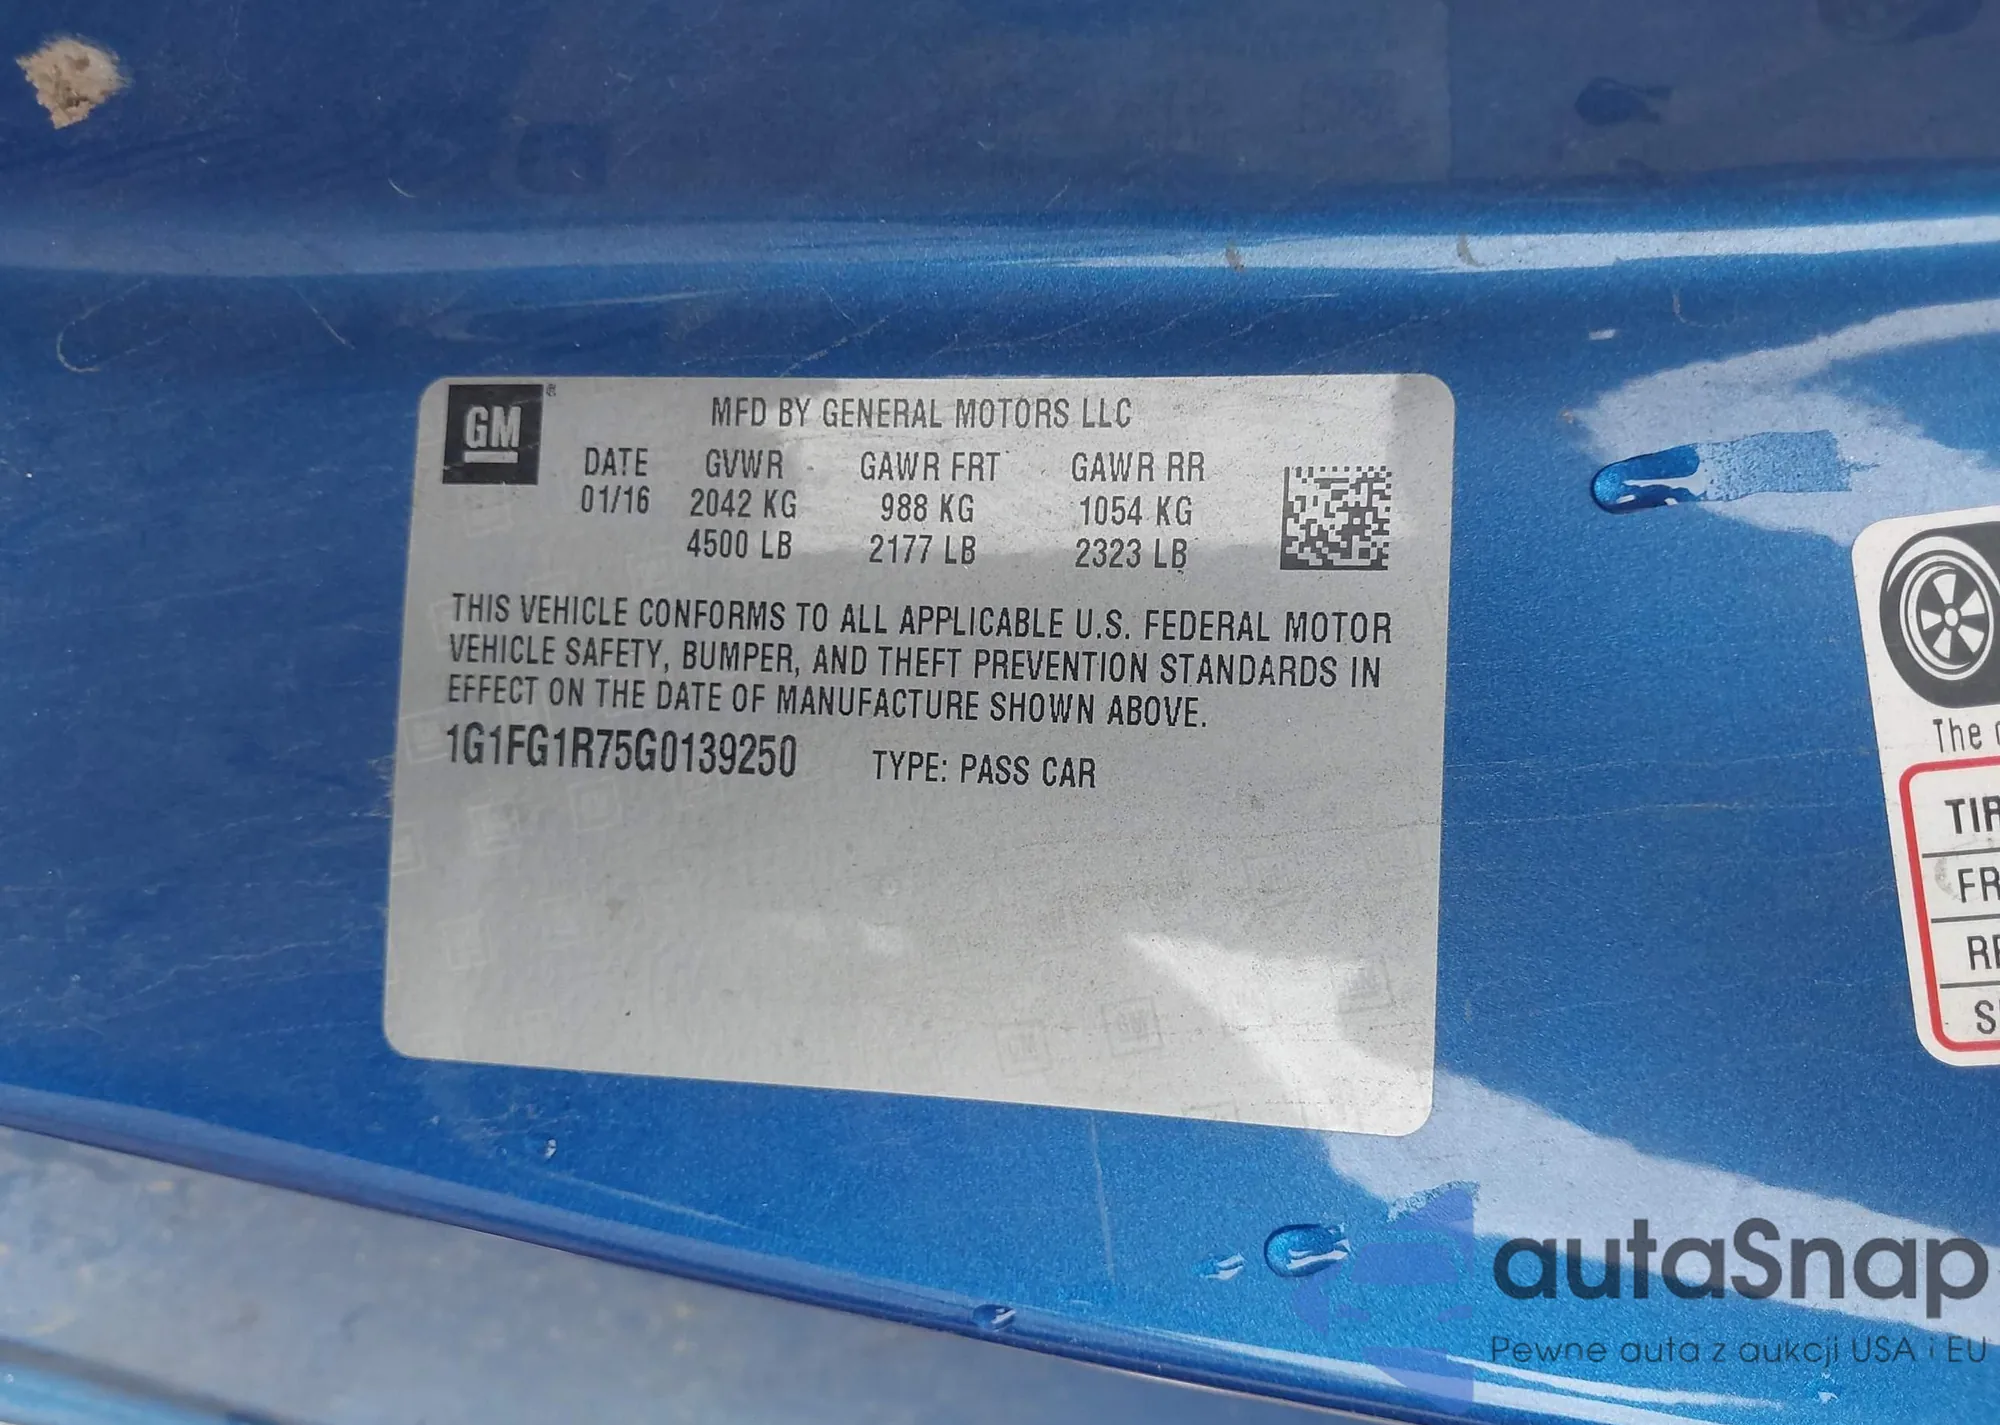 GM
MFD BY GENERAL MOTORS LLC
DATE GVWR GAWR FRT GAWR RR
01/16 2042 KG 988 KG 1054 KG
4500 LB 2177 LB 2323 LB
THIS VEHICLE CONFORMS TO ALL APPLICABLE U.S. FEDERAL MOTOR
VEHICLE SAFETY, BUMPER, AND THEFT PREVENTION STANDARDS IN
EFFECT ON THE DATE OF MANUFACTURE SHOWN ABOVE.
1G1FG1R75G0139250 TYPE: PASS CAR
The
TIR
FR
S
autaSnap
Pewne auta z aukcji USA i EU